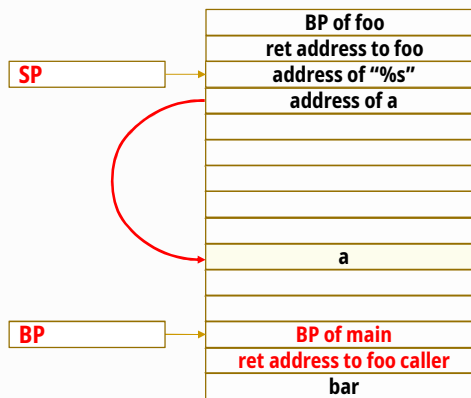 BP of foo
ret address to foo
SP
address of “%s”
address of a
a
BP
BP of main
ret address to foo caller
bar